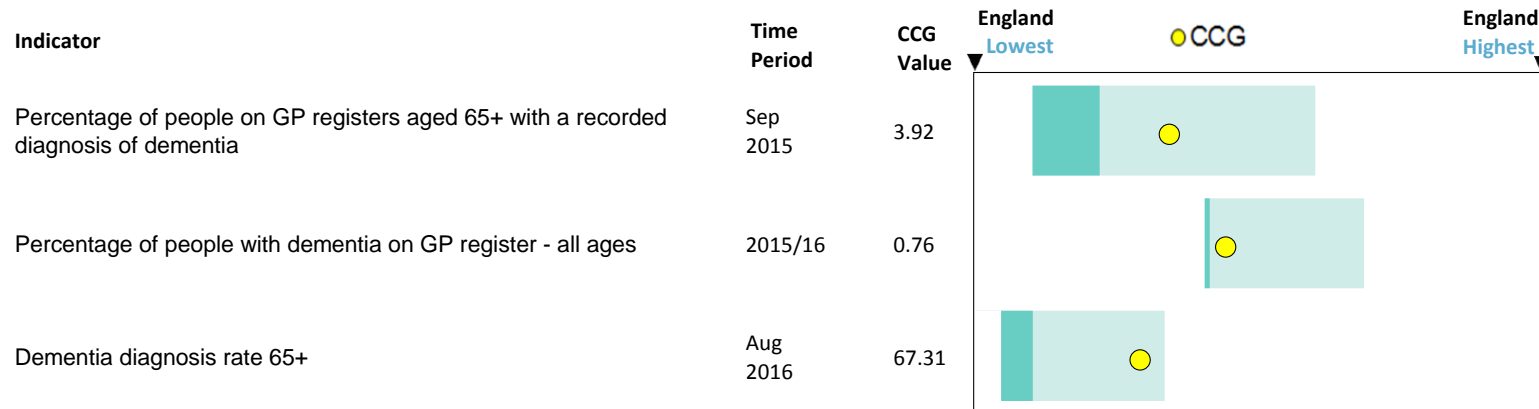 Indicator
Time
Period
CCG
Value
England
Lowest
CCG
England
Highest
Percentage of people on GP registers aged 65+ with a recorded
diagnosis of dementia
Sep
2015
3.92
Percentage of people with dementia on GP register - all ages
2015/16
0.76
Dementia diagnosis rate 65+
Aug
2016
67.31